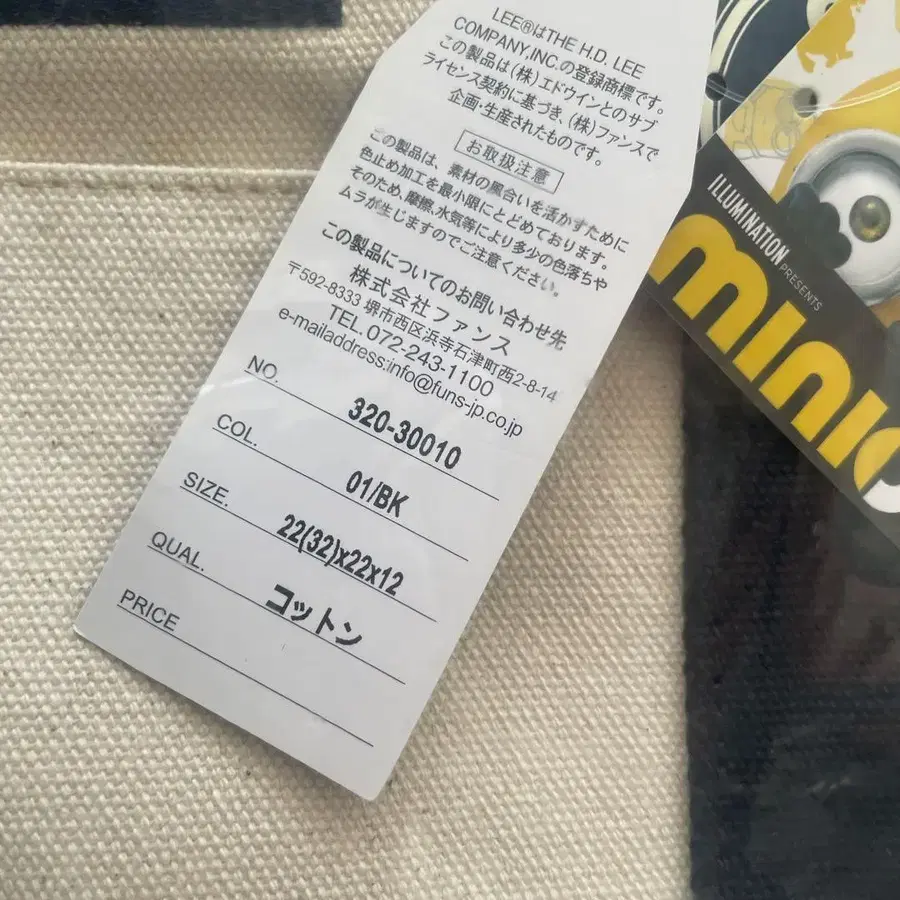 LEE®はTHE H.D. LEE
COMPANY,INC.の登録商標です。
この製品は(株)エドウインとのサブ
ライセンス契約に基づき、(株)ファンスで
企画・生産されたものです。
お取扱注意
この製品は、素材の風合いを活かすために
色止め加工を最小限にとどめております。
そのため、摩擦、水気等により多少の色落ちや
ムラが生じますのでご注意ください。
この製品についてのお問い合わせ先
株式会社ファンス
〒592-8333 堺市西区浜寺石津町西2-8-14
TEL.072-243-1100
e-mailaddress:info@funs-jp.co.jp
NO. 320-30010
COL. 01/BK
SIZE. 22(32)x22x12
QUAL. コットン
PRICE
ILLUMINATION PRESENTS
MINI